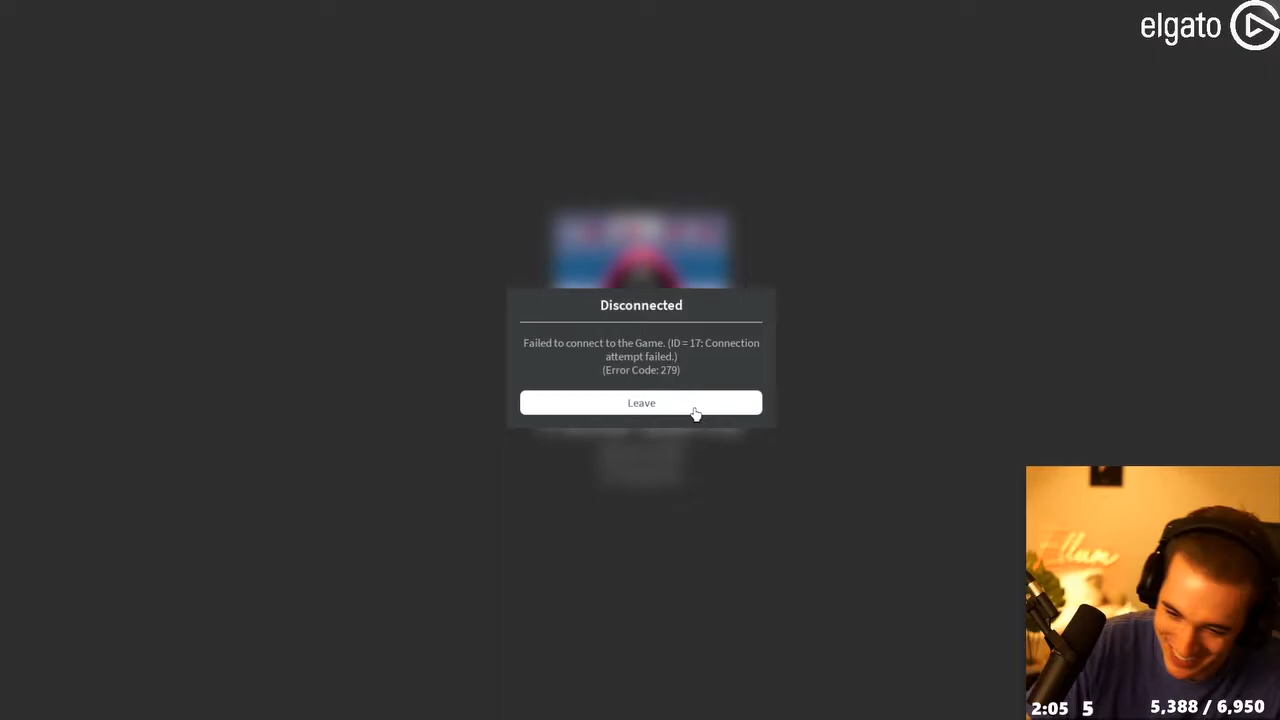 elgato
Disconnected
Failed to connect to the Game. (ID = 17: Connection
attempt failed.)
(Error Code: 279)
Leave
Ellum
2:05 5 5,388 / 6,950